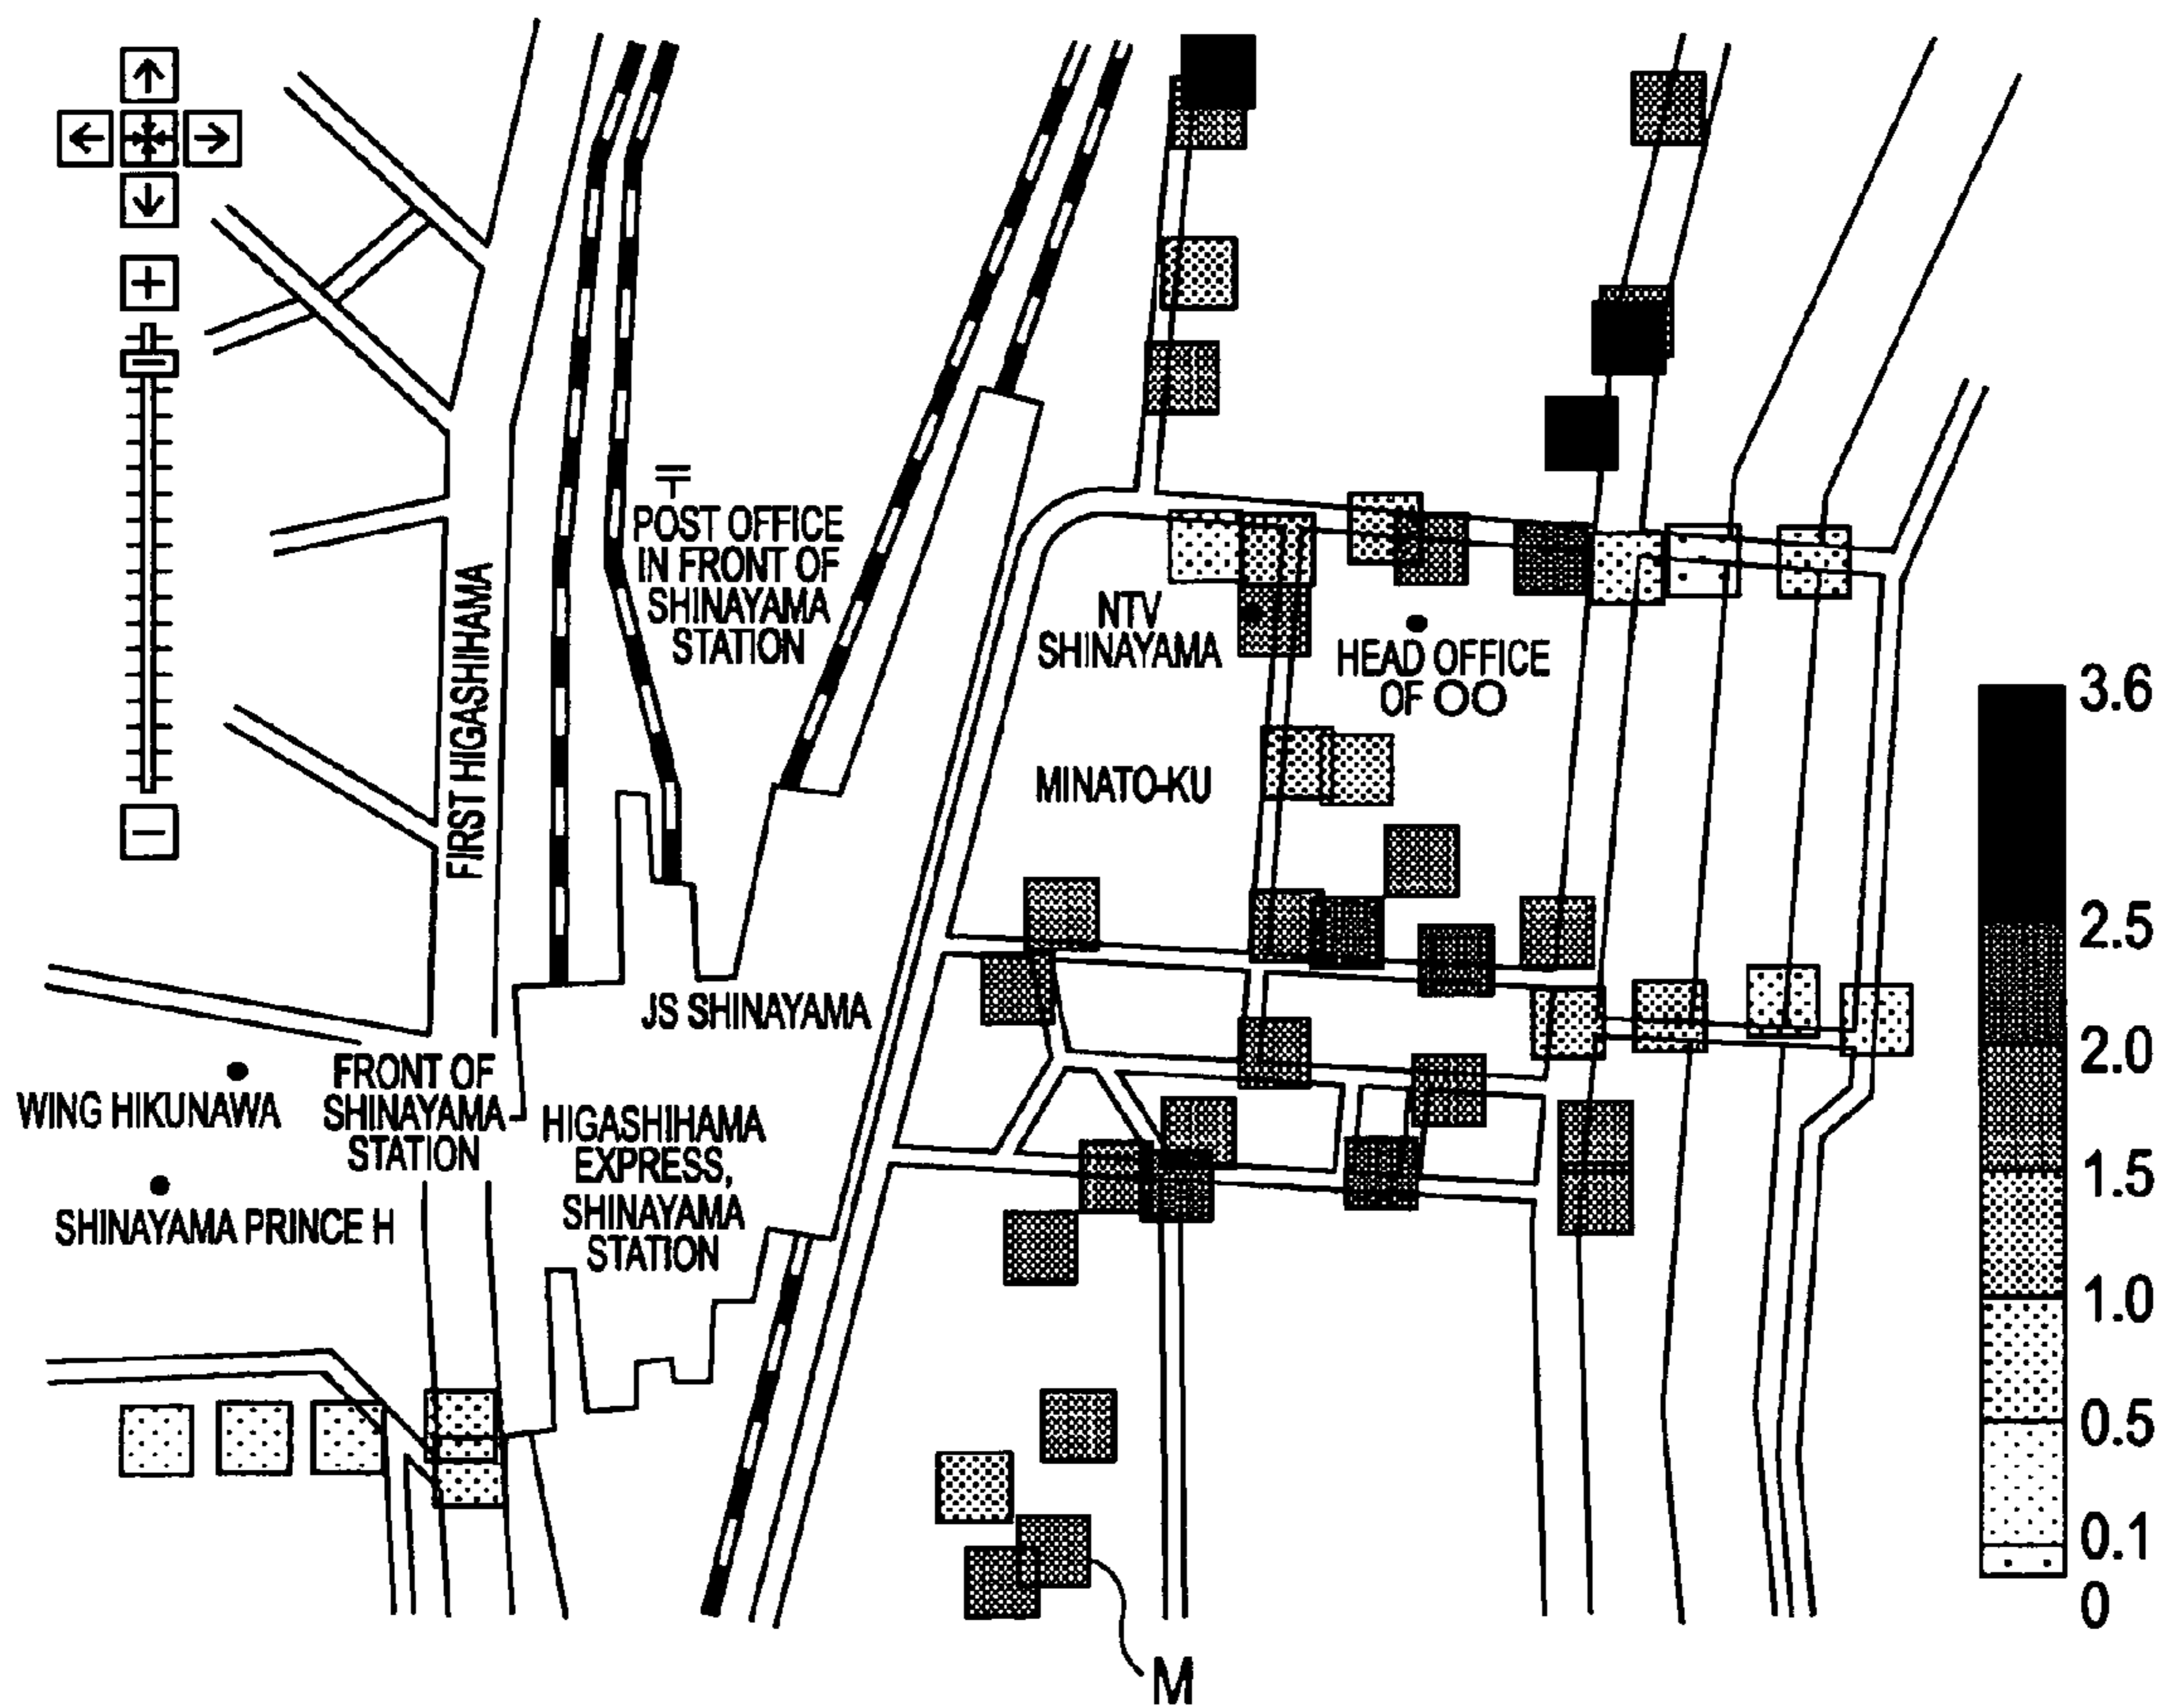 POST OFFICE
IN FRONT OF
SHINAYAMA
STATION
FIRST HIGASHIHAMA
NTV
SHINAYAMA
HEAD OFFICE
OF ○○
MINATO-KU
JS SHINAYAMA
WING HIKUNAWA
FRONT OF
SHINAYAMA
STATION
SHINAYAMA PRINCE H
HIGASHIHAMA
EXPRESS,
SHINAYAMA
STATION
3.6
2.5
2.0
1.5
1.0
0.5
0.1
0
M